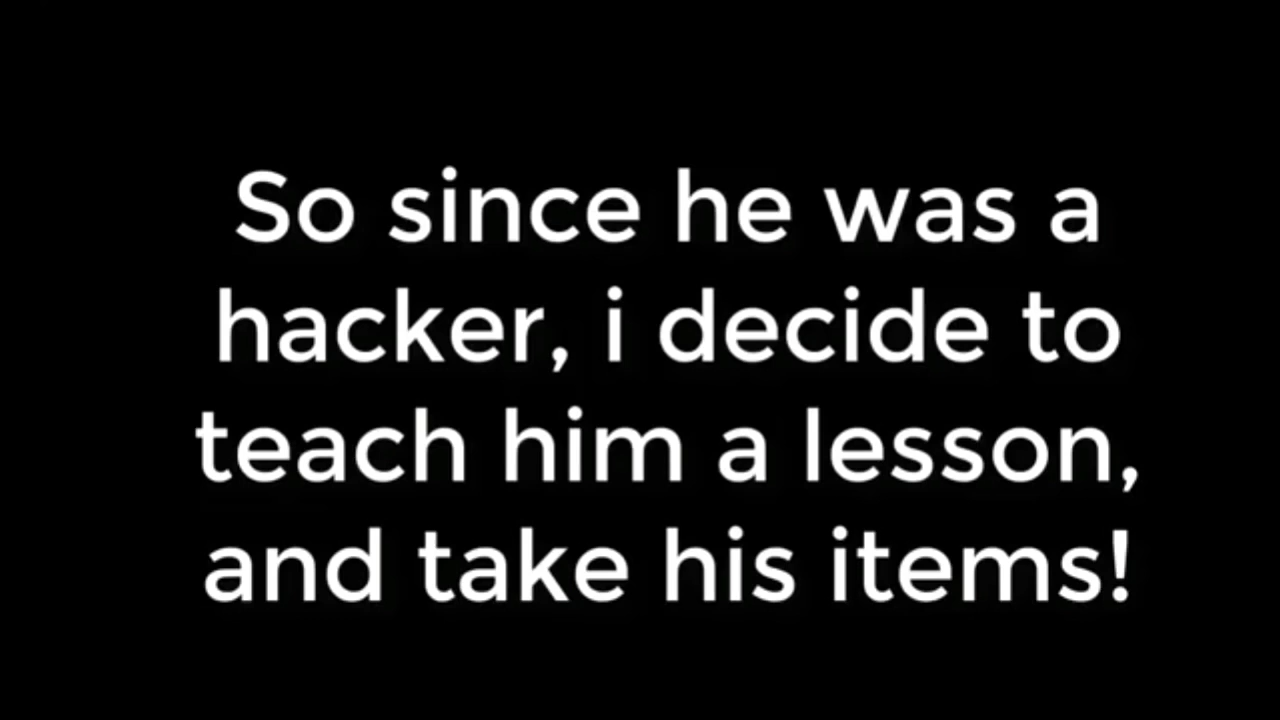 So since he was a
hacker, i decide to
teach him a lesson,
and take his items!